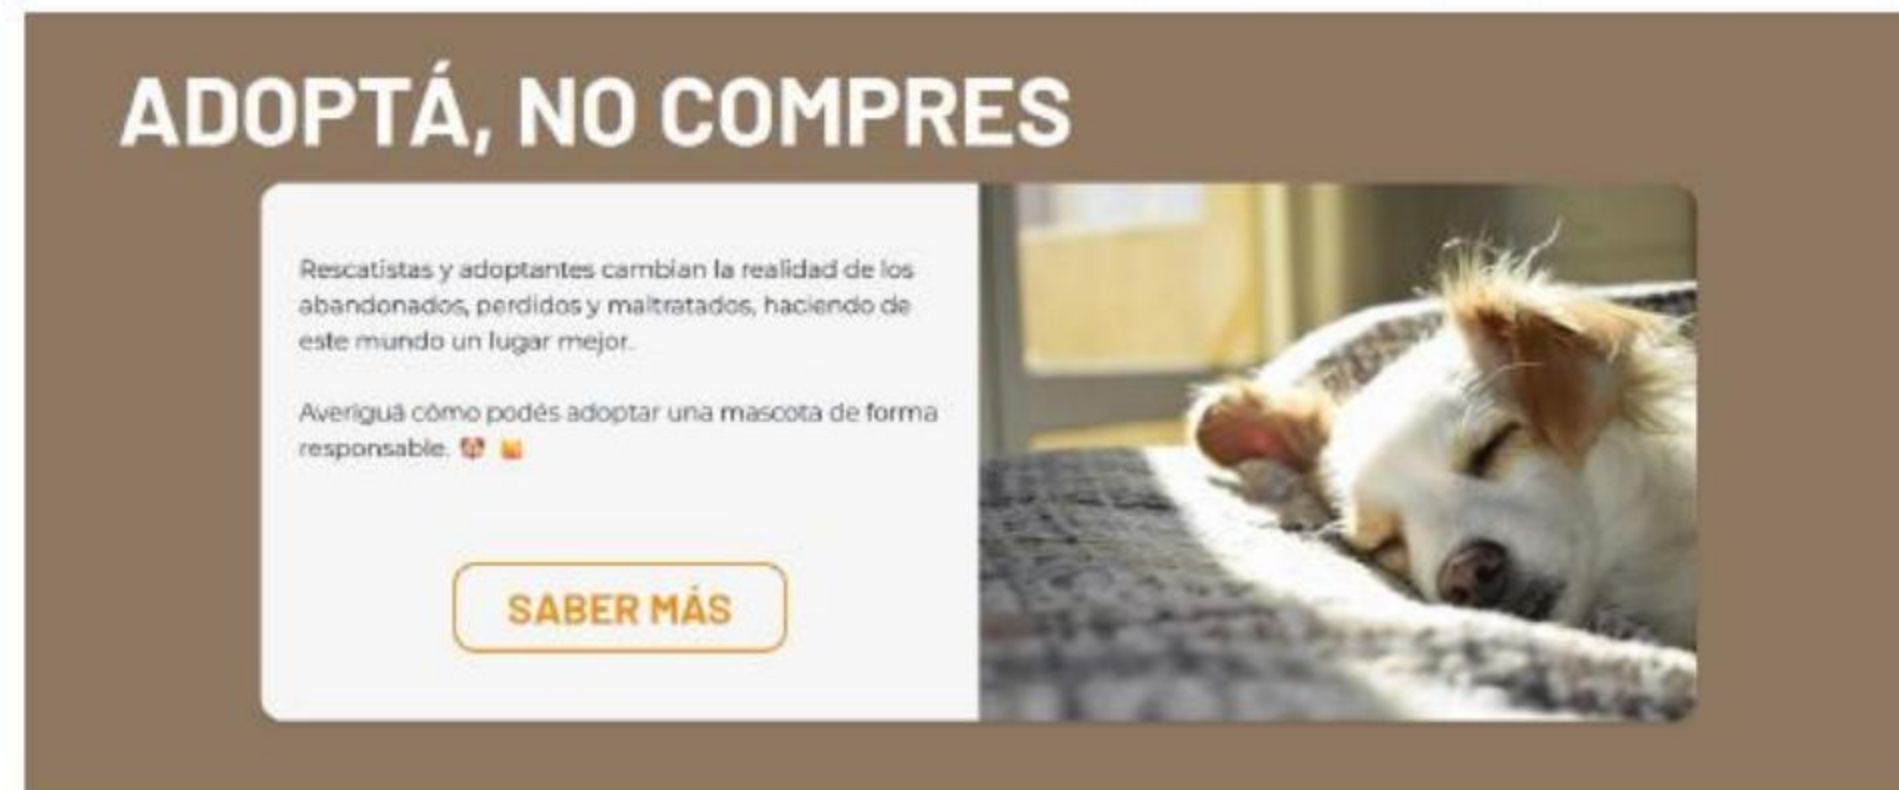 ADOPTÁ, NO COMPRES
Rescatistas y adoptantes cambian la realidad de los
abandonados, perdidos y maltratados, haciendo de
este mundo un lugar mejor.
Averiguá cómo podés adoptar una mascota de forma
responsable. 🐶 🐱
SABER MÁS